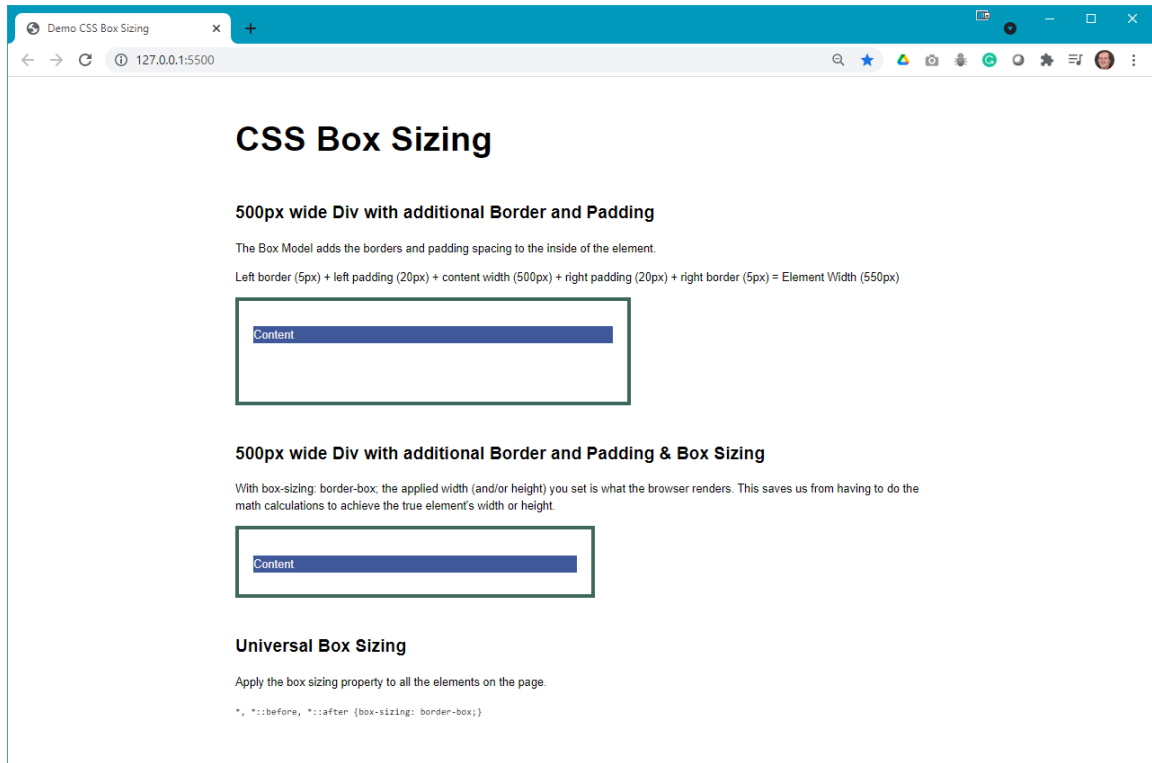 Demo CSS Box Sizing
127.0.0.1:5500
CSS Box Sizing
500px wide Div with additional Border and Padding
The Box Model adds the borders and padding spacing to the inside of the element.
Left border (5px) + left padding (20px) + content width (500px) + right padding (20px) + right border (5px) = Element Width (550px)
Content
500px wide Div with additional Border and Padding & Box Sizing
With box-sizing: border-box; the applied width (and/or height) you set is what the browser renders. This saves us from having to do the
math calculations to achieve the true element's width or height.
Content
Universal Box Sizing
Apply the box sizing property to all the elements on the page.
*, *::before, *::after {box-sizing: border-box;}